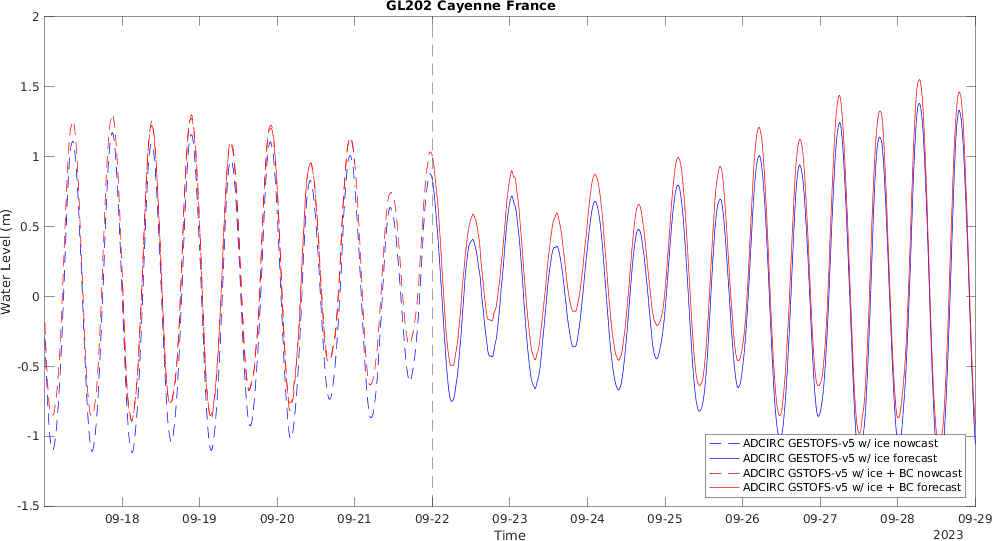 GL202 Cayenne France
2
1.5
1
0.5
0
-0.5
-1
-1.5
Water Level (m)
ADCIRC GESTOFS-v5 w/ ice nowcast
ADCIRC GESTOFS-v5 w/ ice forecast
ADCIRC GSTOFS-v5 w/ ice + BC nowcast
ADCIRC GSTOFS-v5 w/ ice + BC forecast
09-18 09-19 09-20 09-21 09-22 09-23 09-24 09-25 09-26 09-27 09-28 09-29
Time
2023